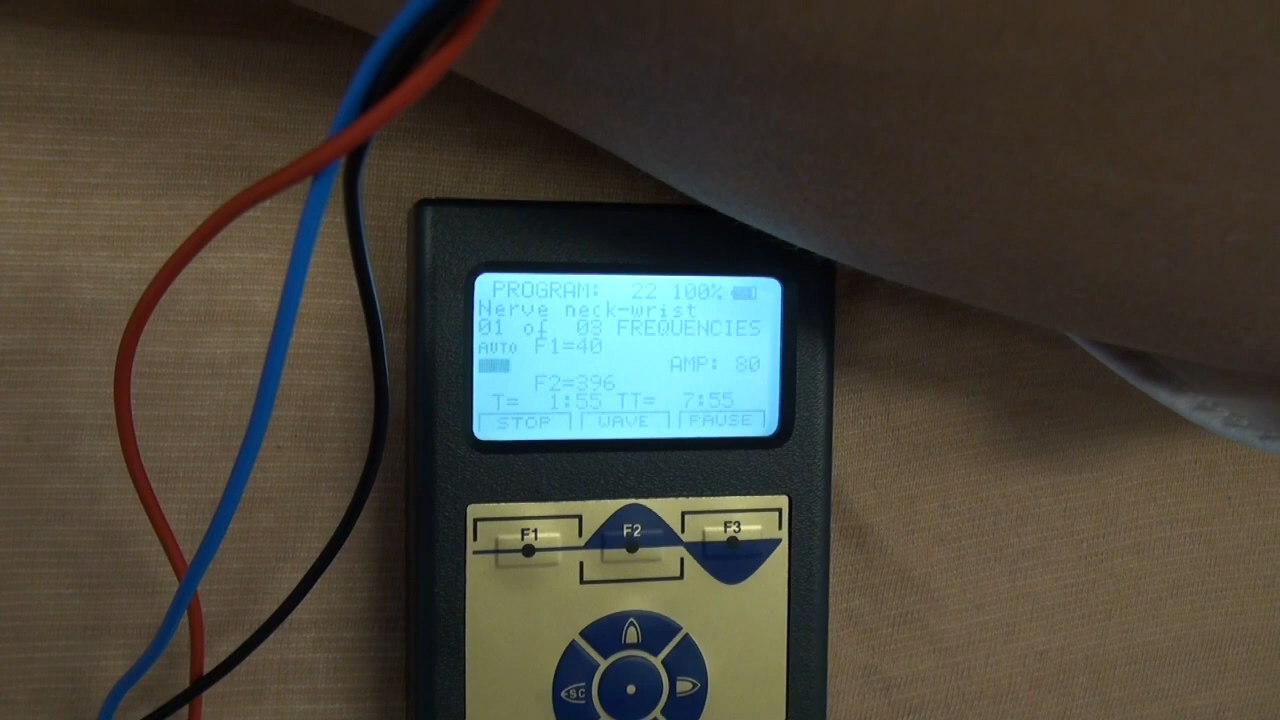 PROGRAM: 22 100%
Nerve neck-wrist
01 of 03 FREQUENCIES
AUTO F1=40
AMP: 80
F2=396
T= 1:55 TT= 7:55
STOP WAVE PAUSE
F1 F2 F3
ESC